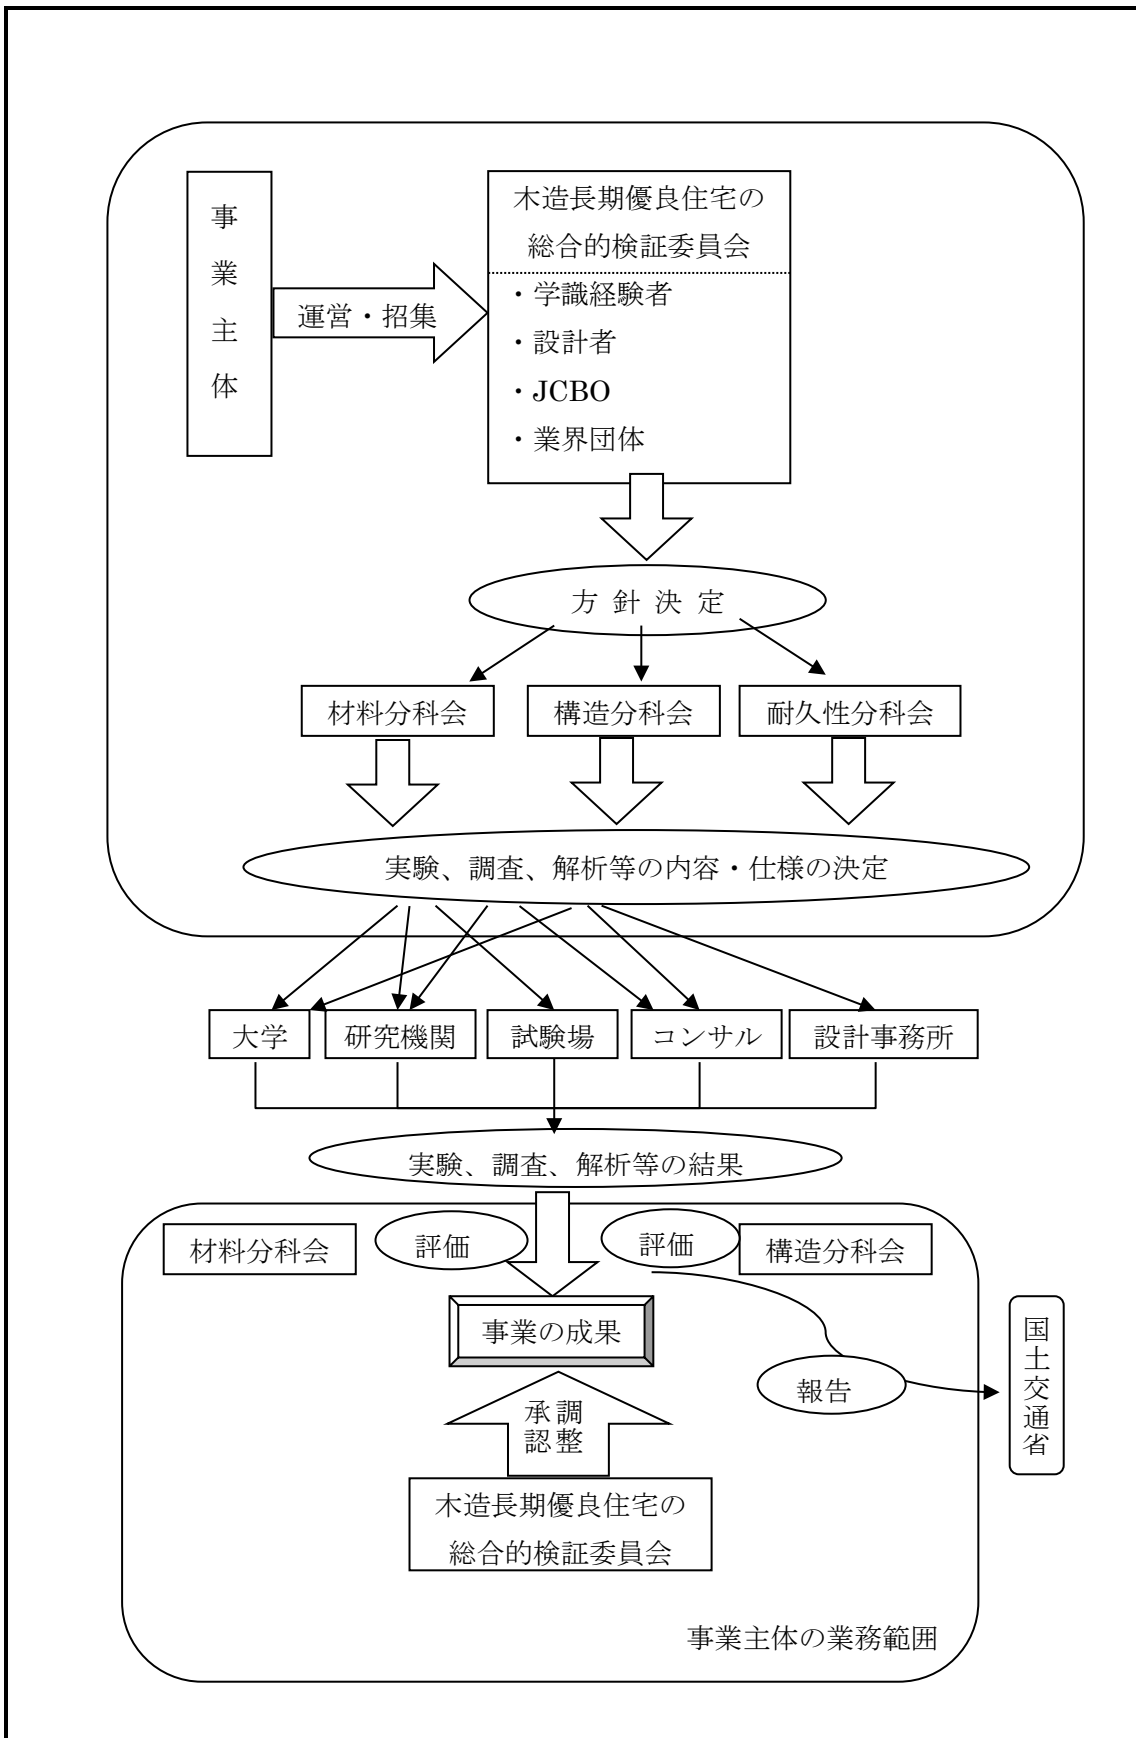 事業主体
運営・招集
木造長期優良住宅の
総合的検証委員会
・学識経験者
・設計者
・JCBO
・業界団体
方 針 決 定
材料分科会
構造分科会
耐久性分科会
実験、調査、解析等の内容・仕様の決定
大学
研究機関
試験場
コンサル
設計事務所
実験、調査、解析等の結果
材料分科会
評価
評価
構造分科会
事業の成果
報告
国土交通省
承調
認整
木造長期優良住宅の
総合的検証委員会
事業主体の業務範囲